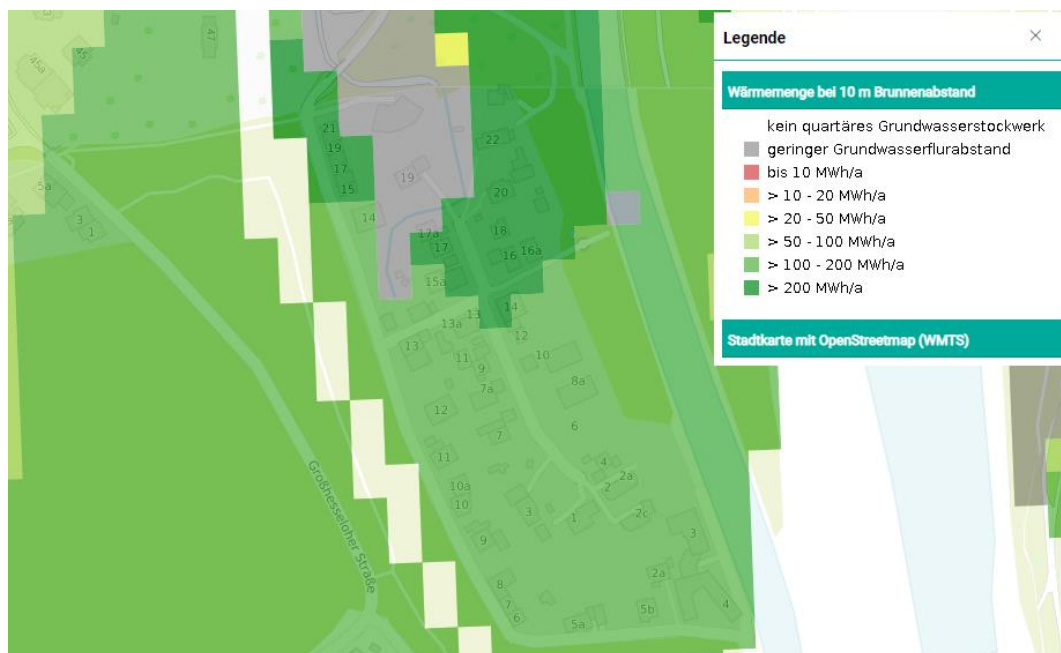 Legende
Wärmemenge bei 10 m Brunnenabstand
kein quartäres Grundwasserstockwerk
geringer Grundwasserflurabstand
bis 10 MWh/a
> 10 - 20 MWh/a
> 20 - 50 MWh/a
> 50 - 100 MWh/a
> 100 - 200 MWh/a
> 200 MWh/a
Stadtkarte mit OpenStreetmap (WMTS)
47
45
45a
21
19
17
15
22
19
20
14
5a
3
1
17a
17
18
16
16a
15a
14
13
13a
12
13
11
9
10
7a
8a
12
7
6
11
4
2a
2
10a
10
3
1
2c
9
3
8
2a
7
6
5a
5b
4
Großhesseloher Straße